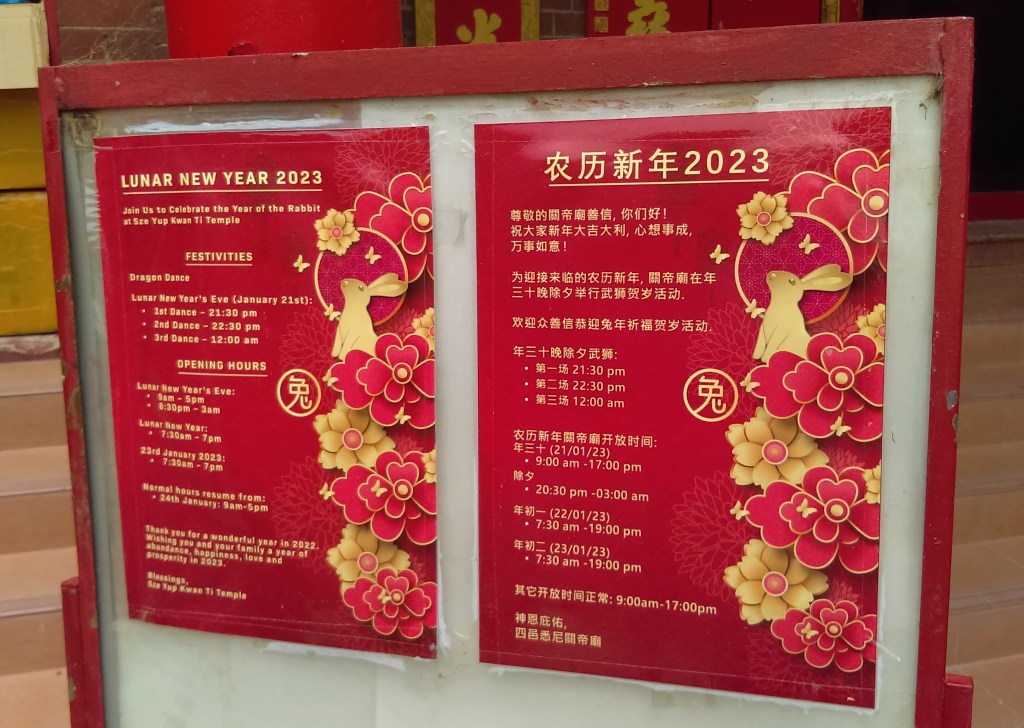 LUNAR NEW YEAR 2023
Join Us to Celebrate the Year of the Rabbit
at Sze Yup Kwan Ti Temple
FESTIVITIES
Dragon Dance
Lunar New Year's Eve (January 21st):
• 1st Dance – 21:30 pm
• 2nd Dance – 22:30 pm
• 3rd Dance – 12:00 am
OPENING HOURS
Lunar New Year's Eve:
• 9am – 5pm
• 8:30pm – 3am
Lunar New Year:
• 7:30am – 7pm
23rd January 2023:
• 7:30am – 7pm
Normal hours resume from:
• 24th January: 9am-5pm
Thank you for a wonderful year in 2022.
Wishing you and your family a year of
abundance, happiness, love and
prosperity in 2023.
Blessings,
Sze Yup Kwan Ti Temple
兔
农历新年2023
尊敬的關帝廟善信, 你们好!
祝大家新年大吉大利, 心想事成,
万事如意!
为迎接来临的农历新年, 關帝廟在年
三十晚除夕举行武狮贺岁活动.
欢迎众善信恭迎兔年祈福贺岁活动.
年三十晚除夕武狮:
• 第一场 21:30 pm
• 第二场 22:30 pm
• 第三场 12:00 am
农历新年關帝廟开放时间:
年三十 (21/01/23)
• 9:00 am -17:00 pm
除夕
• 20:30 pm -03:00 am
年初一 (22/01/23)
• 7:30 am -19:00 pm
年初二 (23/01/23)
• 7:30 am -19:00 pm
其它开放时间正常: 9:00am-17:00pm
神恩庇佑,
四邑悉尼關帝廟
兔